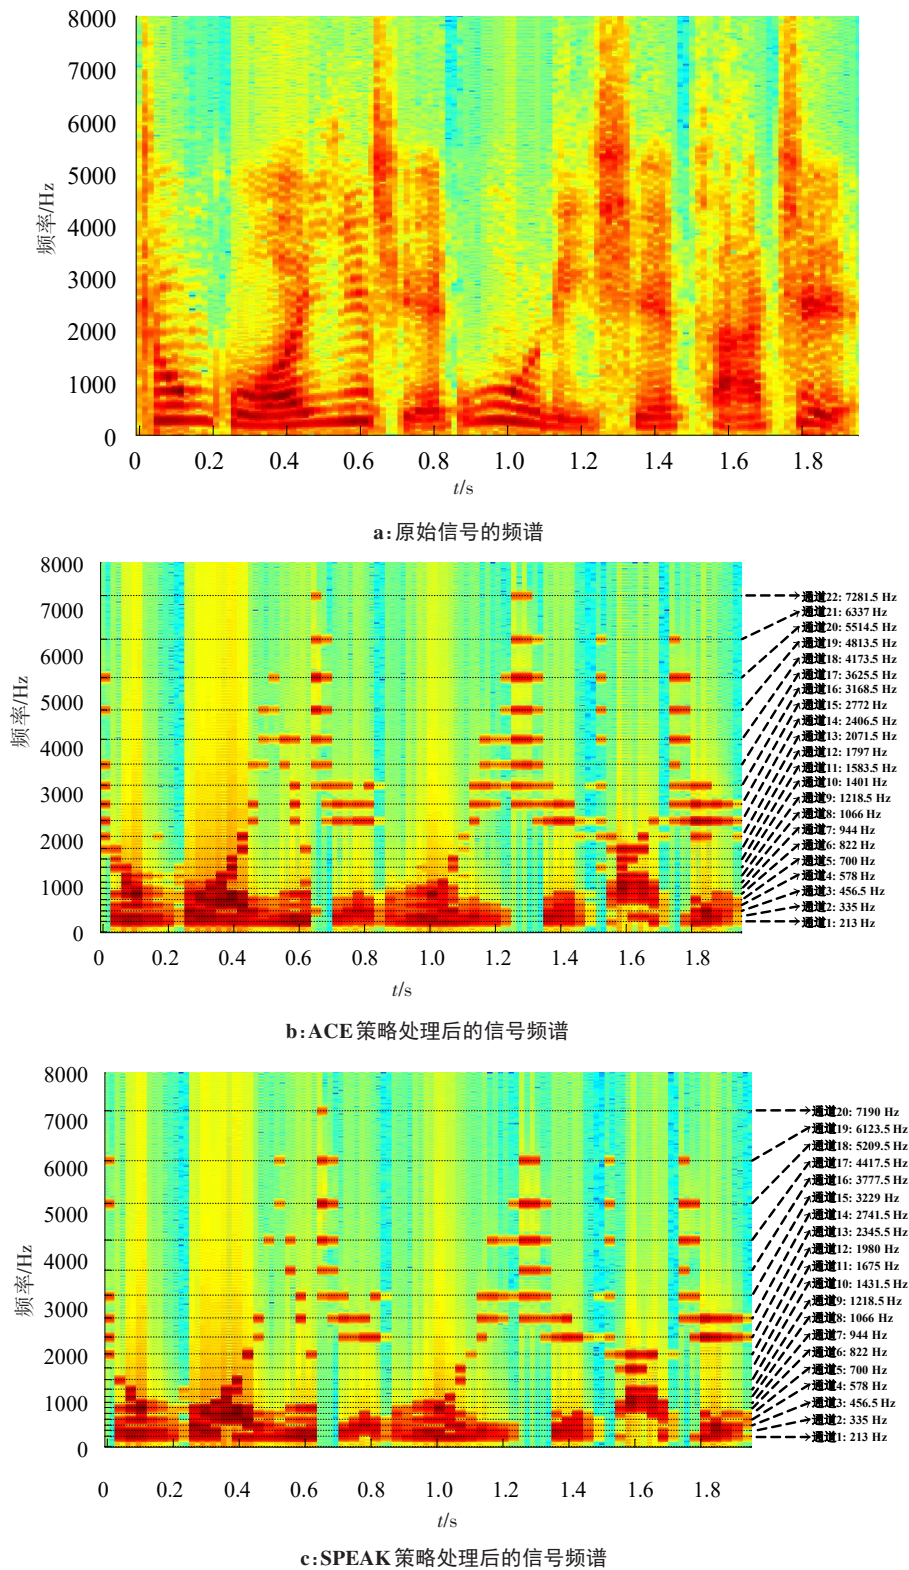 8000
7000
6000
5000
4000
3000
2000
1000
0
频率/Hz
0 0.2 0.4 0.6 0.8 1.0 1.2 1.4 1.6 1.8
t/s
a:原始信号的频谱
8000
7000
6000
5000
4000
3000
2000
1000
0
频率/Hz
通道22: 7281.5 Hz
通道21: 6337 Hz
通道20: 5514.5 Hz
通道19: 4813.5 Hz
通道18: 4173.5 Hz
通道17: 3625.5 Hz
通道16: 3168.5 Hz
通道15: 2772 Hz
通道14: 2406.5 Hz
通道13: 2071.5 Hz
通道12: 1797 Hz
通道11: 1583.5 Hz
通道10: 1401 Hz
通道9: 1218.5 Hz
通道8: 1066 Hz
通道7: 944 Hz
通道6: 822 Hz
通道5: 700 Hz
通道4: 578 Hz
通道3: 456.5 Hz
通道2: 335 Hz
通道1: 213 Hz
0 0.2 0.4 0.6 0.8 1.0 1.2 1.4 1.6 1.8
t/s
b:ACE策略处理后的信号频谱
8000
7000
6000
5000
4000
3000
2000
1000
0
频率/Hz
通道20: 7190 Hz
通道19: 6123.5 Hz
通道18: 5209.5 Hz
通道17: 4417.5 Hz
通道16: 3777.5 Hz
通道15: 3229 Hz
通道14: 2741.5 Hz
通道13: 2345.5 Hz
通道12: 1980 Hz
通道11: 1675 Hz
通道10: 1431.5 Hz
通道9: 1218.5 Hz
通道8: 1066 Hz
通道7: 944 Hz
通道6: 822 Hz
通道5: 700 Hz
通道4: 578 Hz
通道3: 456.5 Hz
通道2: 335 Hz
通道1: 213 Hz
0 0.2 0.4 0.6 0.8 1.0 1.2 1.4 1.6 1.8
t/s
c:SPEAK策略处理后的信号频谱